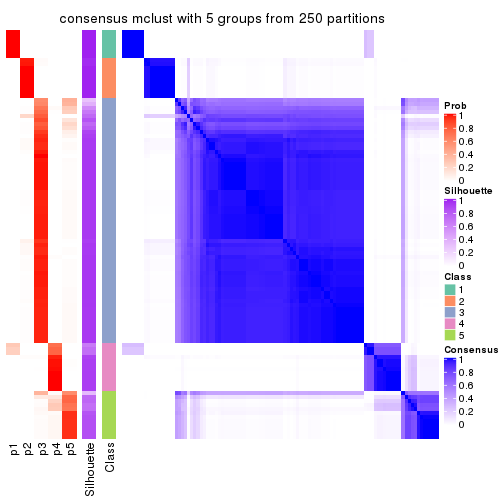 consensus mclust with 5 groups from 250 partitions
Prob
1
0.8
0.6
0.4
0.2
0
Silhouette
1
0.8
0.6
0.4
0.2
0
Class
1
2
3
4
5
Consensus
1
0.8
0.6
0.4
0.2
0
p1
p2
p3
p4
p5
Silhouette
Class